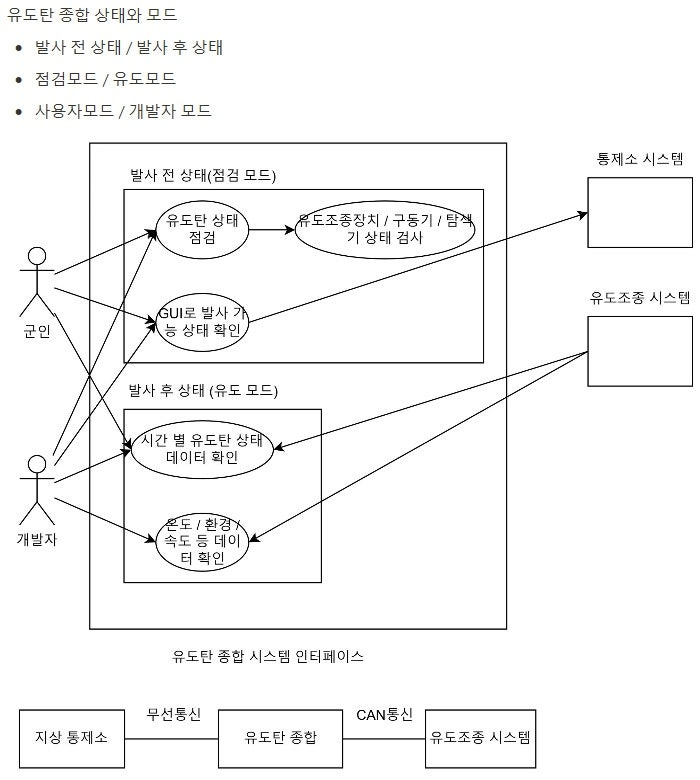 유도탄 종합 상태와 모드
발사 전 상태 / 발사 후 상태
점검모드 / 유도모드
사용자모드 / 개발자 모드
통제소 시스템
발사 전 상태(점검 모드)
유도탄 상태
점검
유도조종장치 / 구동기 / 탐색
기 상태 검사
유도조종 시스템
GUI로 발사 가
능 상태 확인
군인
발사 후 상태 (유도 모드)
시간 별 유도탄 상태
데이터 확인
온도 / 환경 /
속도 등 데이
터 확인
개발자
유도탄 종합 시스템 인터페이스
무선통신
CAN통신
지상 통제소
유도탄 종합
유도조종 시스템